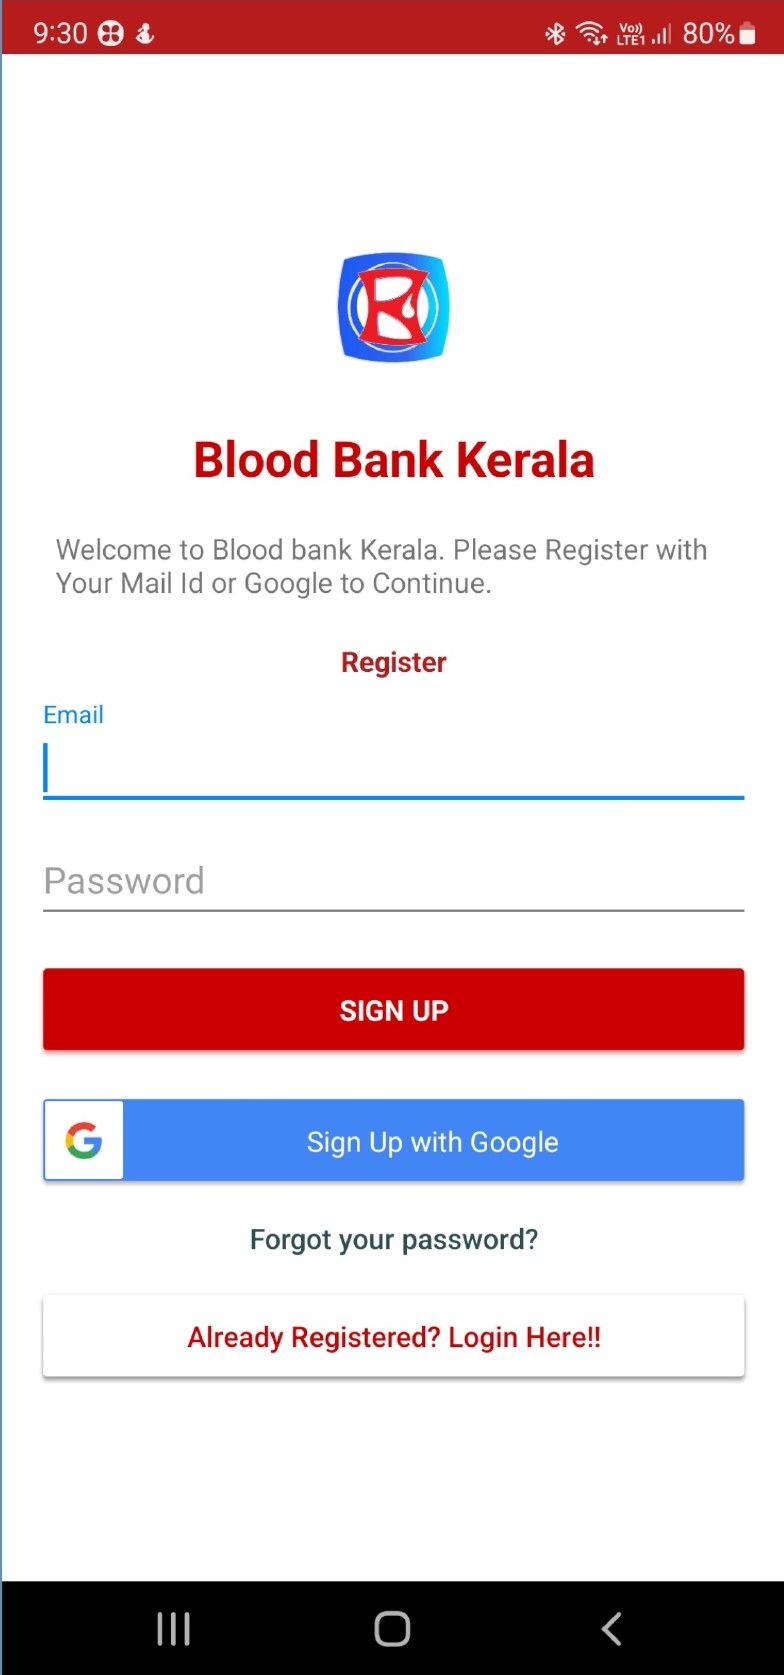 9:30
Vo)) LTE1 80%
Blood Bank Kerala
Welcome to Blood bank Kerala. Please Register with
Your Mail Id or Google to Continue.
Register
Email
Password
SIGN UP
G Sign Up with Google
Forgot your password?
Already Registered? Login Here!!